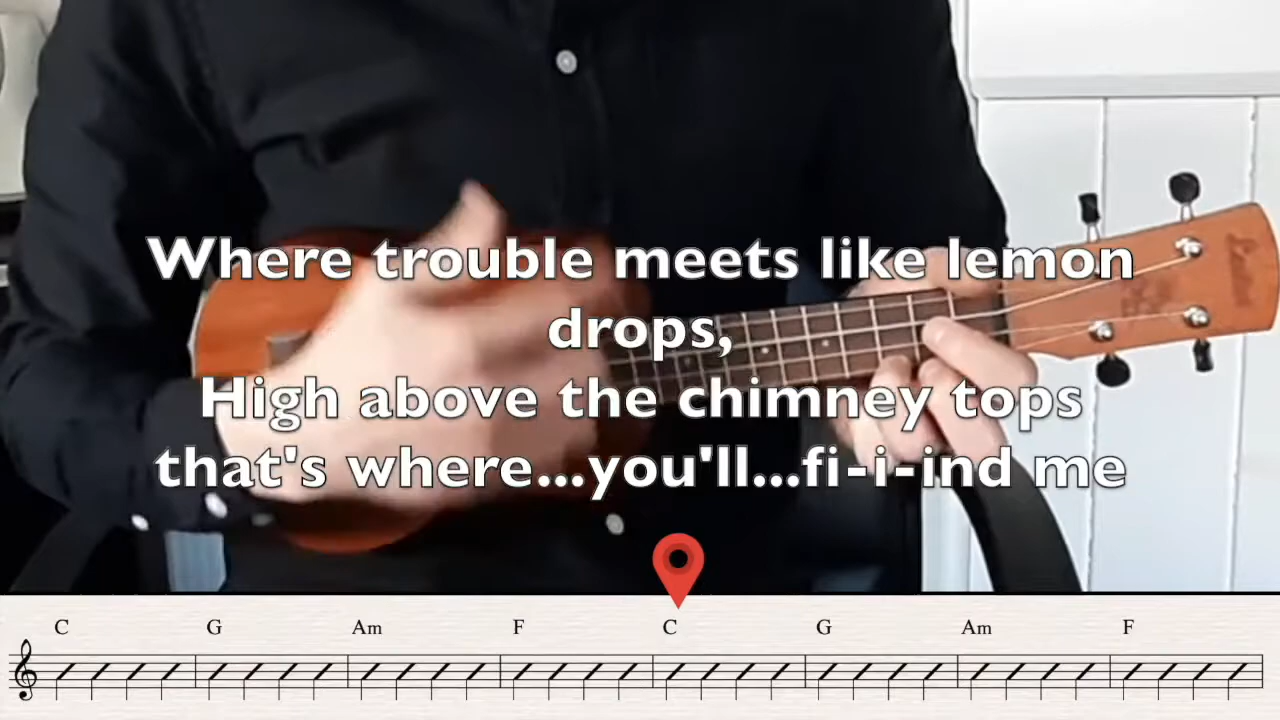 Where trouble meets like lemon
drops,
High above the chimney tops
that's where...you'll...fi-i-ind me
C G Am F C G Am F